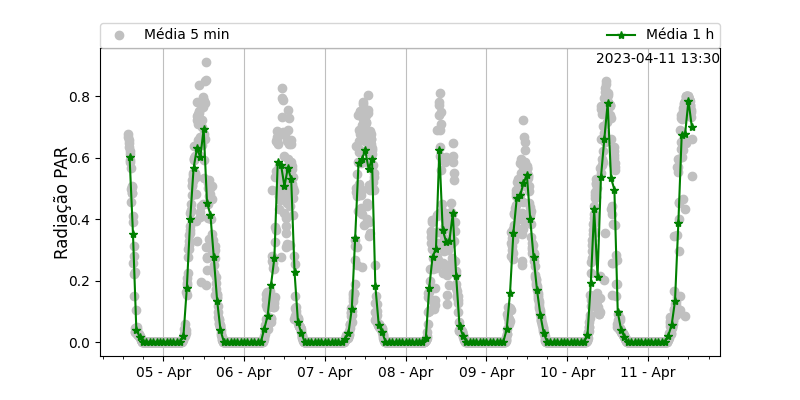 Média 5 min
Média 1 h
2023-04-11 13:30
Radiação PAR
0.8
0.6
0.4
0.2
0.0
05 - Apr
06 - Apr
07 - Apr
08 - Apr
09 - Apr
10 - Apr
11 - Apr